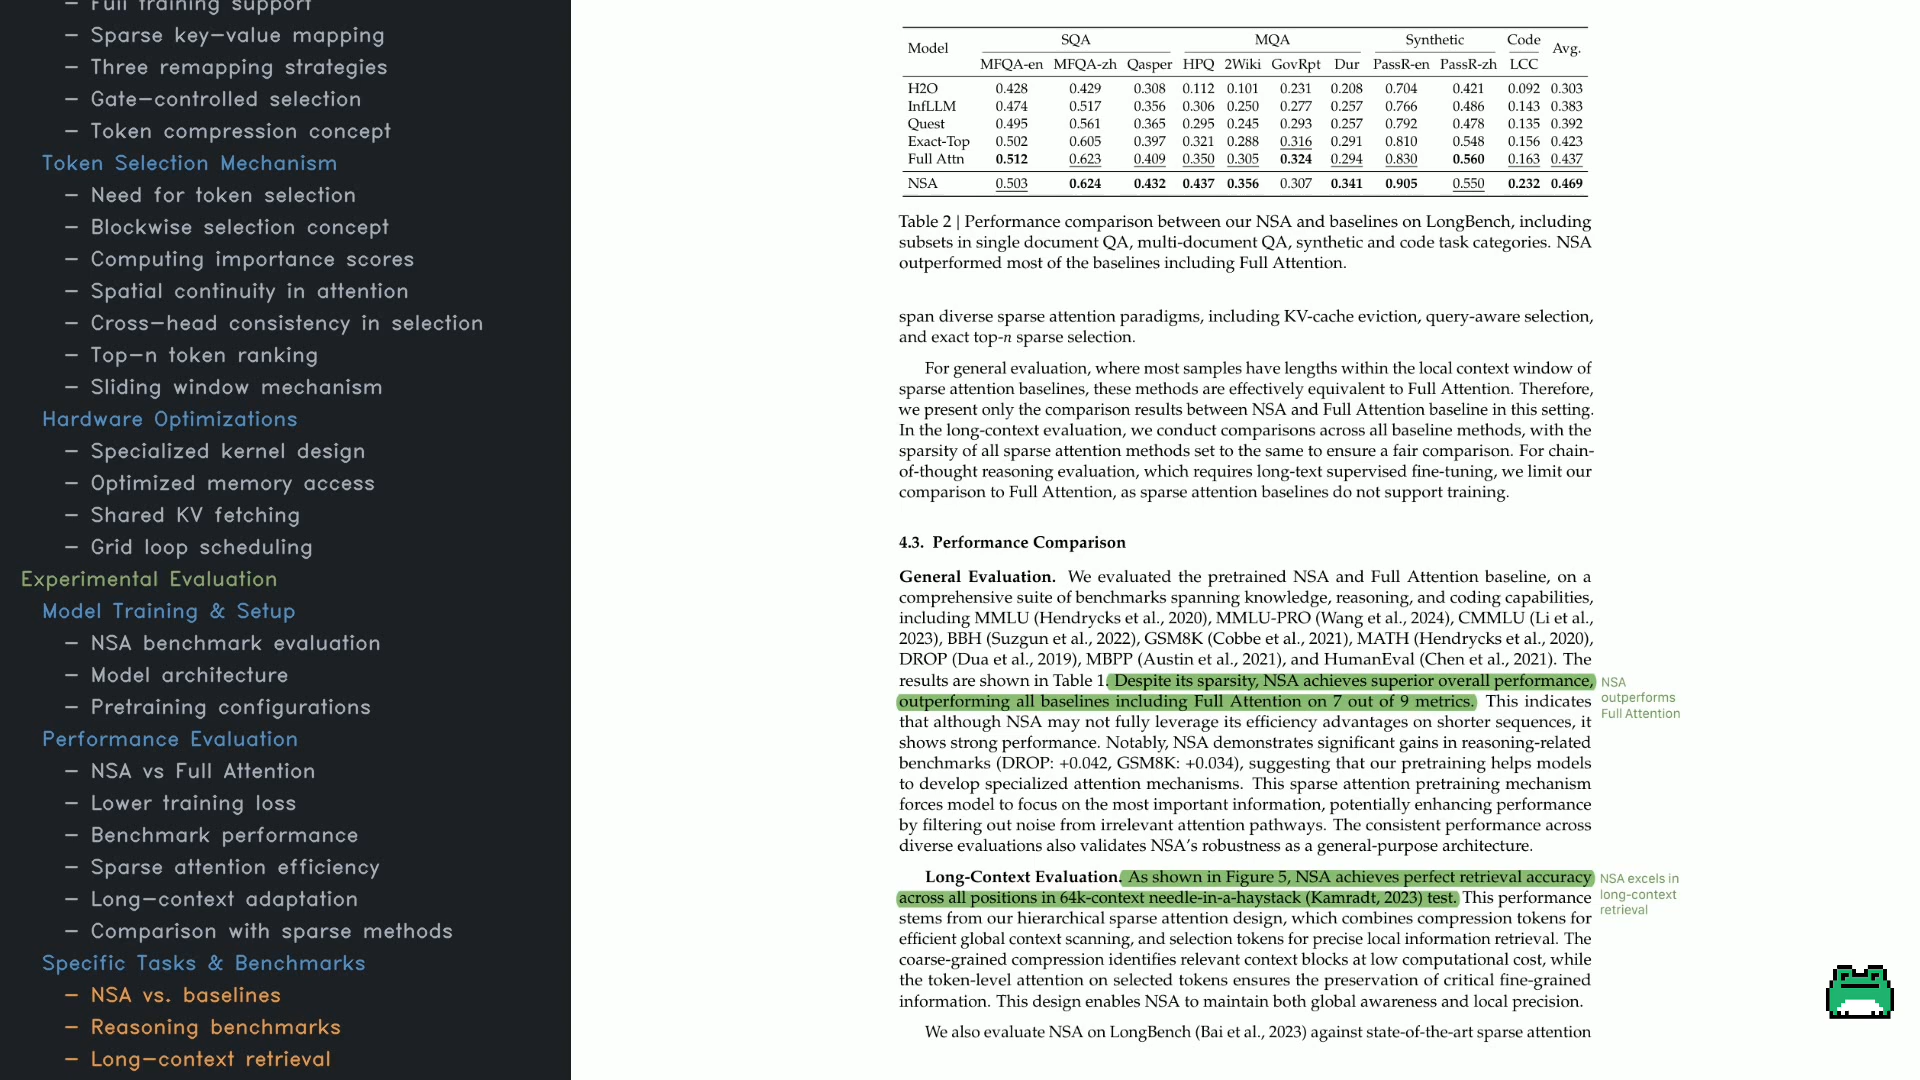 – Full training support
– Sparse key-value mapping
– Three remapping strategies
– Gate-controlled selection
– Token compression concept
Token Selection Mechanism
– Need for token selection
– Blockwise selection concept
– Computing importance scores
– Spatial continuity in attention
– Cross-head consistency in selection
– Top-n token ranking
– Sliding window mechanism
Hardware Optimizations
– Specialized kernel design
– Optimized memory access
– Shared KV fetching
– Grid loop scheduling
Experimental Evaluation
Model Training & Setup
– NSA benchmark evaluation
– Model architecture
– Pretraining configurations
Performance Evaluation
– NSA vs Full Attention
– Lower training loss
– Benchmark performance
– Sparse attention efficiency
– Long-context adaptation
– Comparison with sparse methods
Specific Tasks & Benchmarks
– NSA vs. baselines
– Reasoning benchmarks
– Long-context retrieval
Model SQA MQA Synthetic Code Avg.
MFQA-en MFQA-zh Qasper HPQ 2Wiki GovRpt Dur PassR-en PassR-zh LCC
H2O 0.428 0.429 0.308 0.112 0.101 0.231 0.208 0.704 0.421 0.092 0.303
InfLLM 0.474 0.517 0.356 0.306 0.250 0.277 0.257 0.766 0.486 0.143 0.383
Quest 0.495 0.561 0.365 0.295 0.245 0.293 0.257 0.792 0.478 0.135 0.392
Exact-Top 0.502 0.605 0.397 0.321 0.288 0.316 0.291 0.810 0.548 0.156 0.423
Full Attn 0.512 0.623 0.409 0.350 0.305 0.324 0.294 0.830 0.560 0.163 0.437
NSA 0.503 0.624 0.432 0.437 0.356 0.307 0.341 0.905 0.550 0.232 0.469
Table 2 | Performance comparison between our NSA and baselines on LongBench, including
subsets in single document QA, multi-document QA, synthetic and code task categories. NSA
outperformed most of the baselines including Full Attention.
span diverse sparse attention paradigms, including KV-cache eviction, query-aware selection,
and exact top-n sparse selection.
For general evaluation, where most samples have lengths within the local context window of
sparse attention baselines, these methods are effectively equivalent to Full Attention. Therefore,
we present only the comparison results between NSA and Full Attention baseline in this setting.
In the long-context evaluation, we conduct comparisons across all baseline methods, with the
sparsity of all sparse attention methods set to the same to ensure a fair comparison. For chain-
of-thought reasoning evaluation, which requires long-text supervised fine-tuning, we limit our
comparison to Full Attention, as sparse attention baselines do not support training.
4.3. Performance Comparison
General Evaluation. We evaluated the pretrained NSA and Full Attention baseline, on a
comprehensive suite of benchmarks spanning knowledge, reasoning, and coding capabilities,
including MMLU (Hendrycks et al., 2020), MMLU-PRO (Wang et al., 2024), CMMLU (Li et al.,
2023), BBH (Suzgun et al., 2022), GSM8K (Cobbe et al., 2021), MATH (Hendrycks et al., 2020),
DROP (Dua et al., 2019), MBPP (Austin et al., 2021), and HumanEval (Chen et al., 2021). The
results are shown in Table 1. Despite its sparsity, NSA achieves superior overall performance,
outperforming all baselines including Full Attention on 7 out of 9 metrics. This indicates
that although NSA may not fully leverage its efficiency advantages on shorter sequences, it
shows strong performance. Notably, NSA demonstrates significant gains in reasoning-related
benchmarks (DROP: +0.042, GSM8K: +0.034), suggesting that our pretraining helps models
to develop specialized attention mechanisms. This sparse attention pretraining mechanism
forces model to focus on the most important information, potentially enhancing performance
by filtering out noise from irrelevant attention pathways. The consistent performance across
diverse evaluations also validates NSA's robustness as a general-purpose architecture.
NSA
outperforms
Full Attention
Long-Context Evaluation. As shown in Figure 5, NSA achieves perfect retrieval accuracy
across all positions in 64k-context needle-in-a-haystack (Kamradt, 2023) test. This performance
stems from our hierarchical sparse attention design, which combines compression tokens for
efficient global context scanning, and selection tokens for precise local information retrieval. The
coarse-grained compression identifies relevant context blocks at low computational cost, while
the token-level attention on selected tokens ensures the preservation of critical fine-grained
information. This design enables NSA to maintain both global awareness and local precision.
NSA excels in
long-context
retrieval
We also evaluate NSA on LongBench (Bai et al., 2023) against state-of-the-art sparse attention